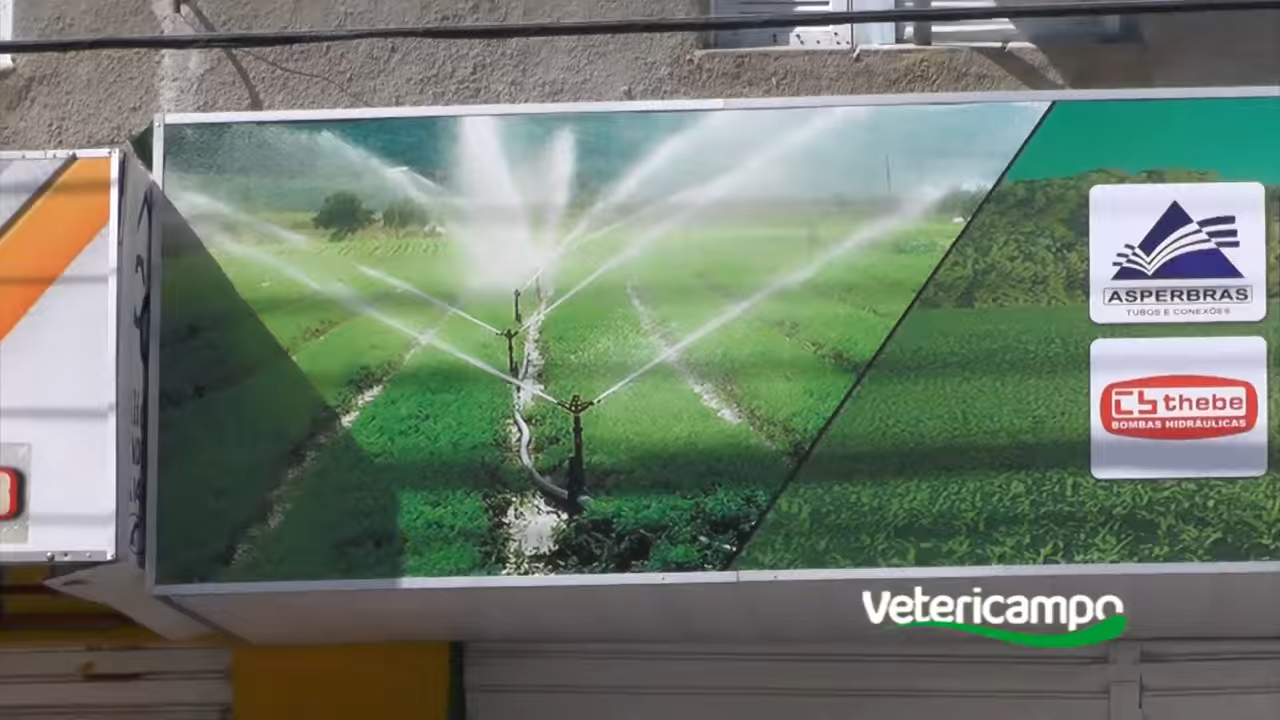 ASPERBRAS
TUBOS E CONEXÕES
thebe
BOMBAS HIDRÁULICAS
Vetericampo